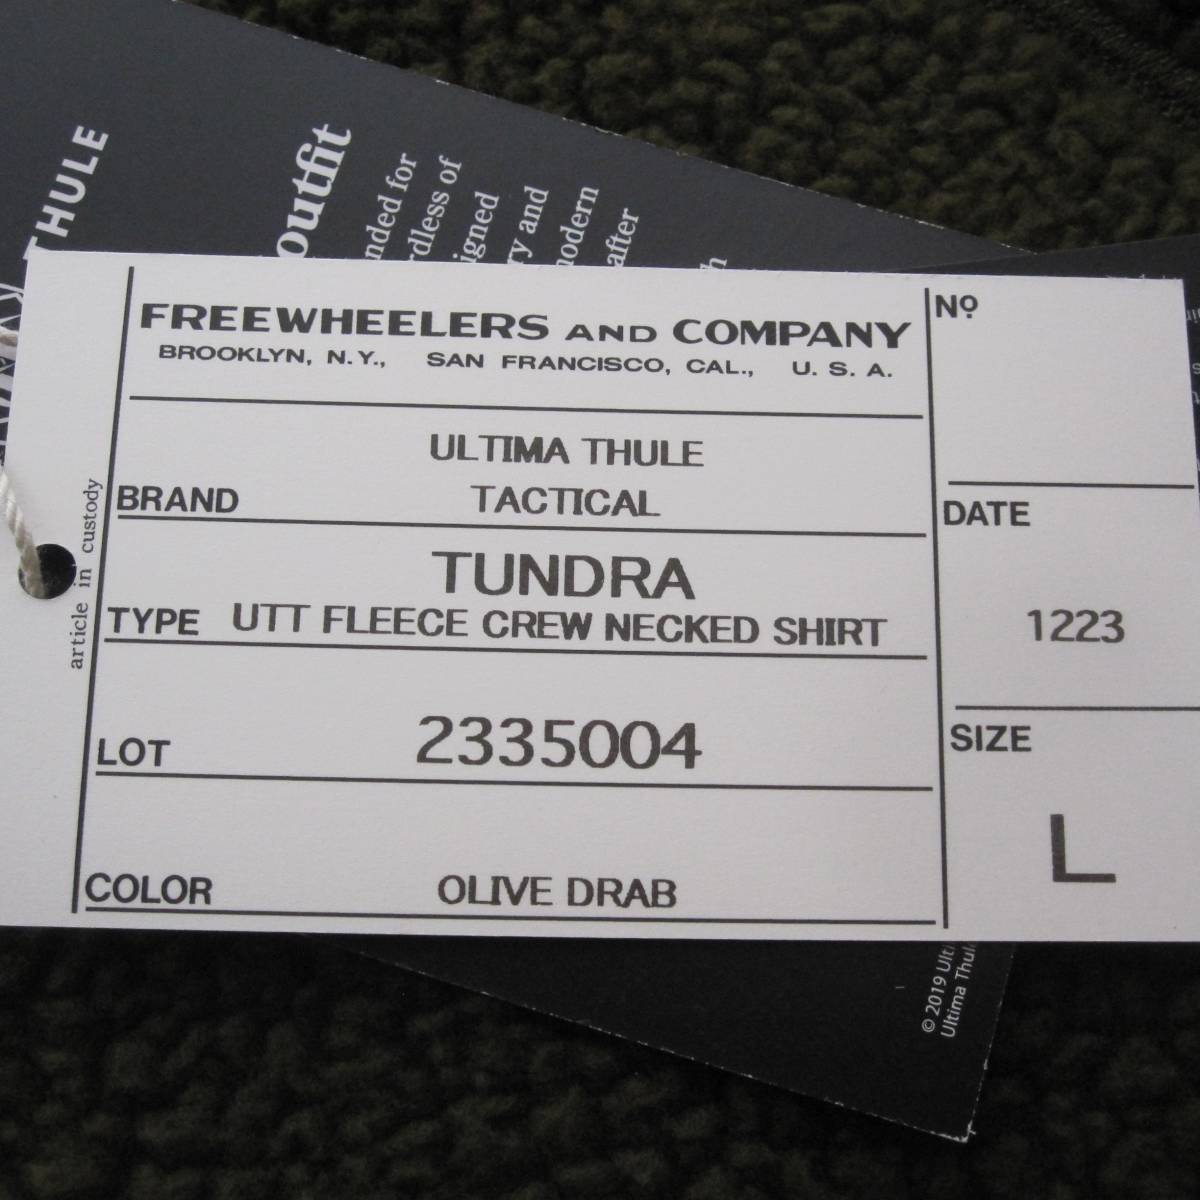 THULE
outfit
nded for
rdless of
igned
ry and
modern
after
FREEWHEELERS AND COMPANY
BROOKLYN, N.Y., SAN FRANCISCO, CAL., U. S. A.
Nº
article in custody
BRAND ULTIMA THULE
TACTICAL
DATE
1223
TYPE TUNDRA
UTT FLEECE CREW NECKED SHIRT
LOT 2335004
SIZE
L
COLOR OLIVE DRAB
© 2019 Ulti
Ultima Thul